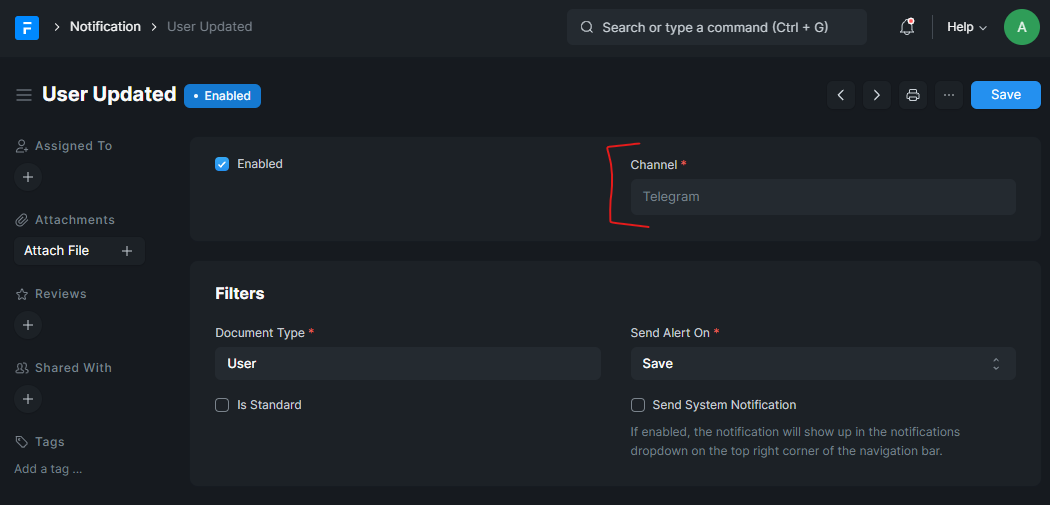 F > Notification > User Updated
Search or type a command (Ctrl + G)
Help
A
User Updated
Enabled
Save
Assigned To
Attachments
Attach File
Reviews
Shared With
Tags
Add a tag ...
Enabled
Channel *
Telegram
Filters
Document Type *
User
Is Standard
Send Alert On *
Save
Send System Notification
If enabled, the notification will show up in the notifications
dropdown on the top right corner of the navigation bar.